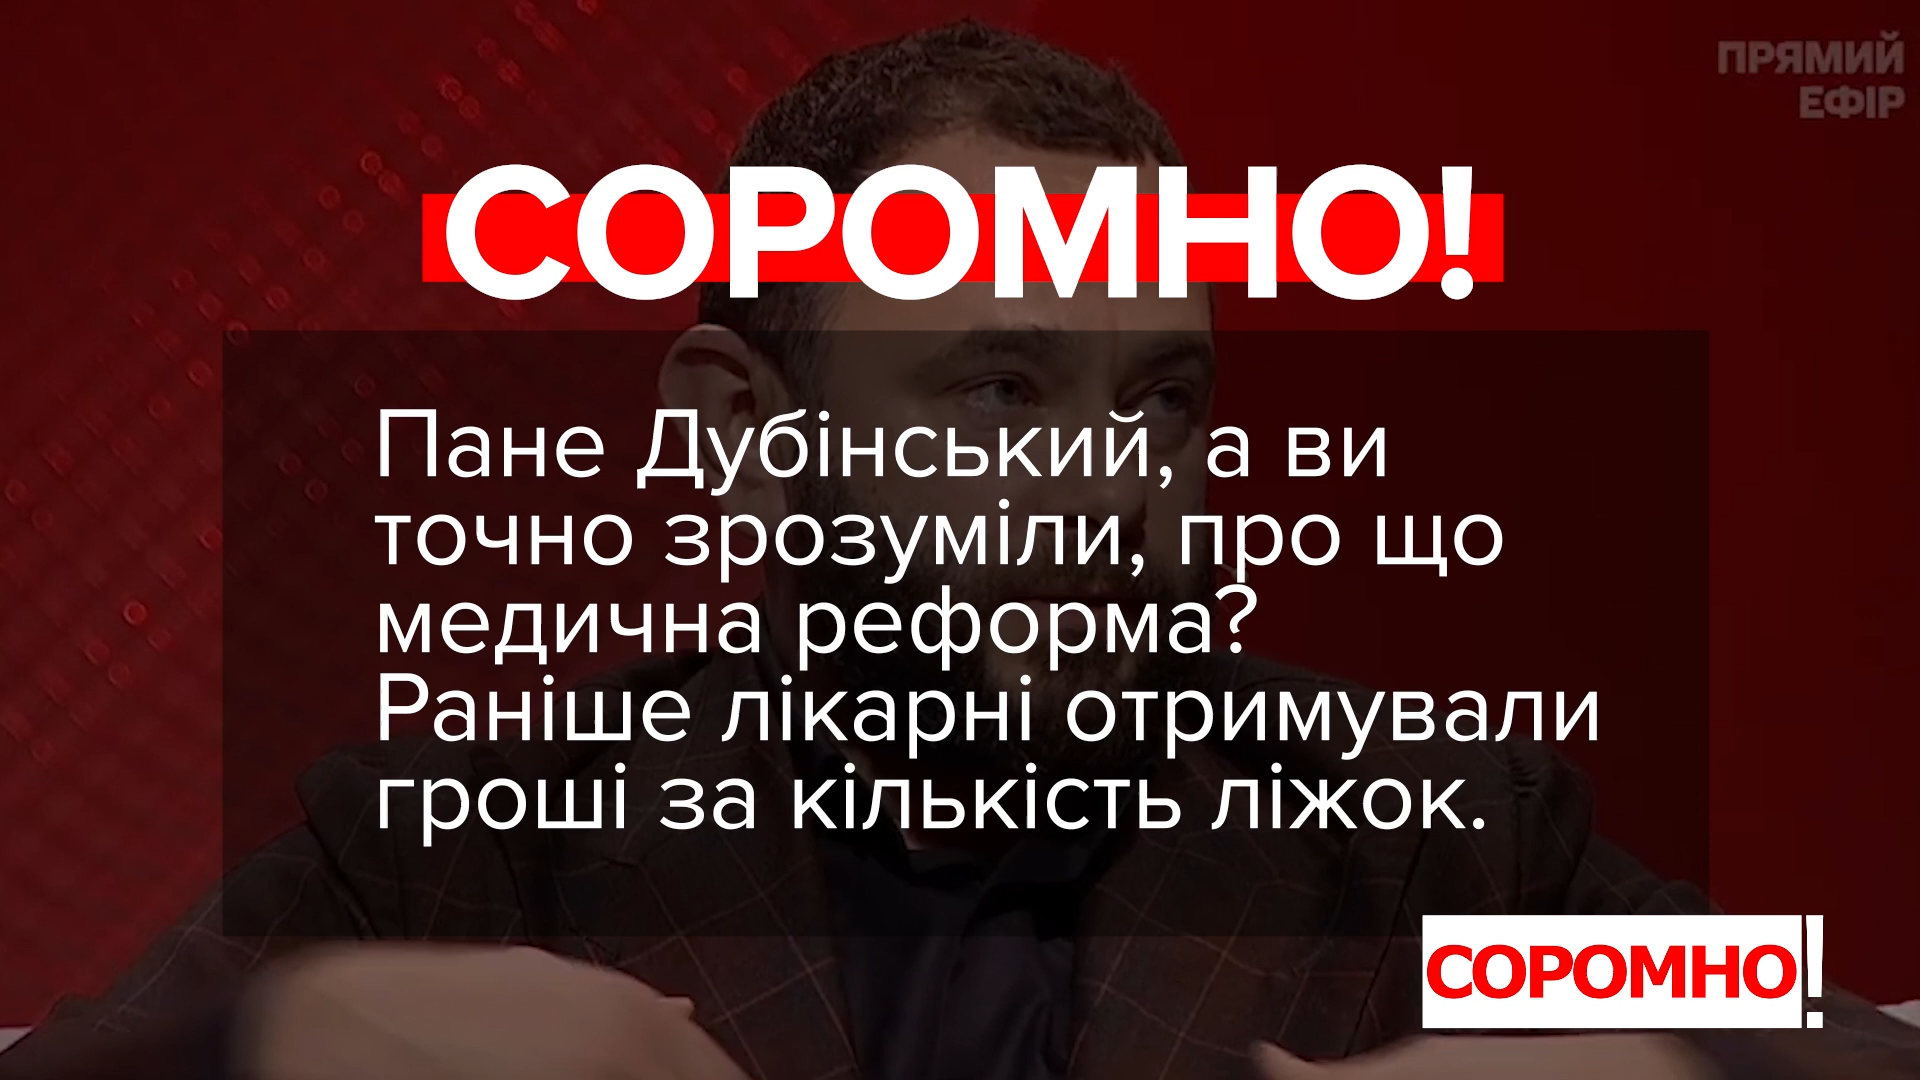 ПРЯМИЙ
ЕФІР
СОРОМНО!
Пане Дубінський, а ви
точно зрозуміли, про що
медична реформа?
Раніше лікарні отримували
гроші за кількість ліжок.
СОРОМНО!